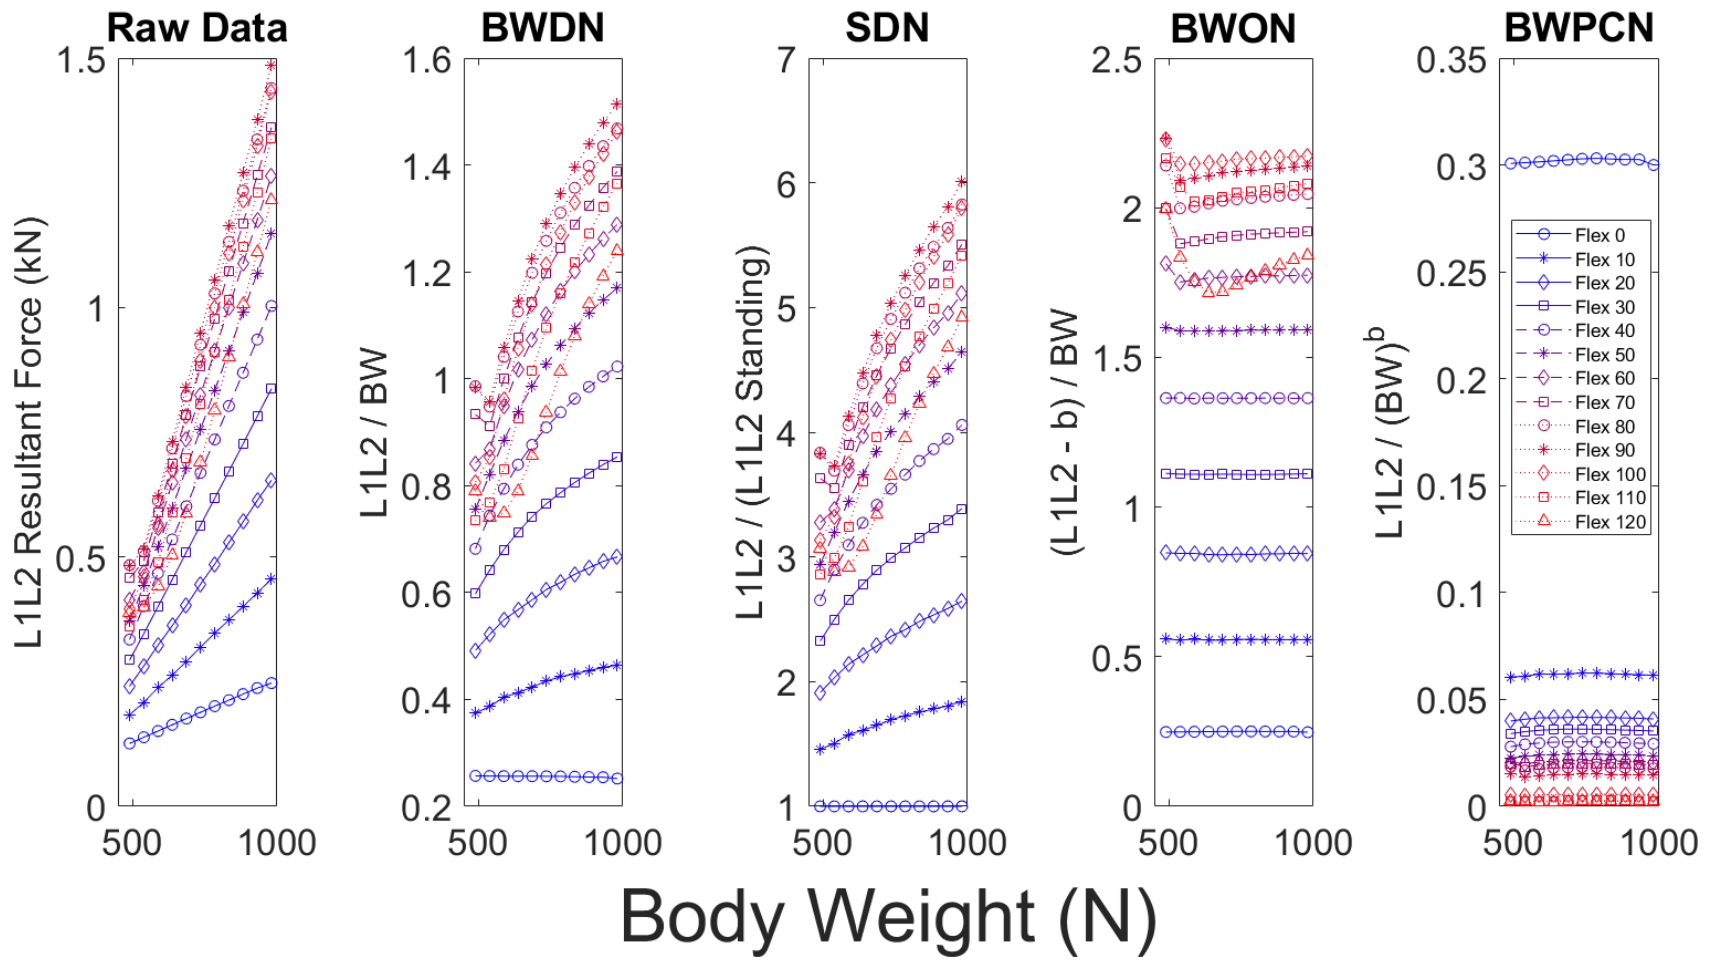 Raw Data
BWDN
SDN
BWON
BWPCN
L1L2 Resultant Force (kN)
1.5
1
0.5
0
500
1000
L1L2 / BW
1.6
1.4
1.2
1
0.8
0.6
0.4
0.2
500
1000
L1L2 / (L1L2 Standing)
7
6
5
4
3
2
1
500
1000
(L1L2 - b) / BW
2.5
2
1.5
1
0.5
0
500
1000
L1L2 / (BW)^b
0.35
0.3
0.25
0.2
0.15
0.1
0.05
0
500
1000
Flex 0
Flex 10
Flex 20
Flex 30
Flex 40
Flex 50
Flex 60
Flex 70
Flex 80
Flex 90
Flex 100
Flex 110
Flex 120
Body Weight (N)